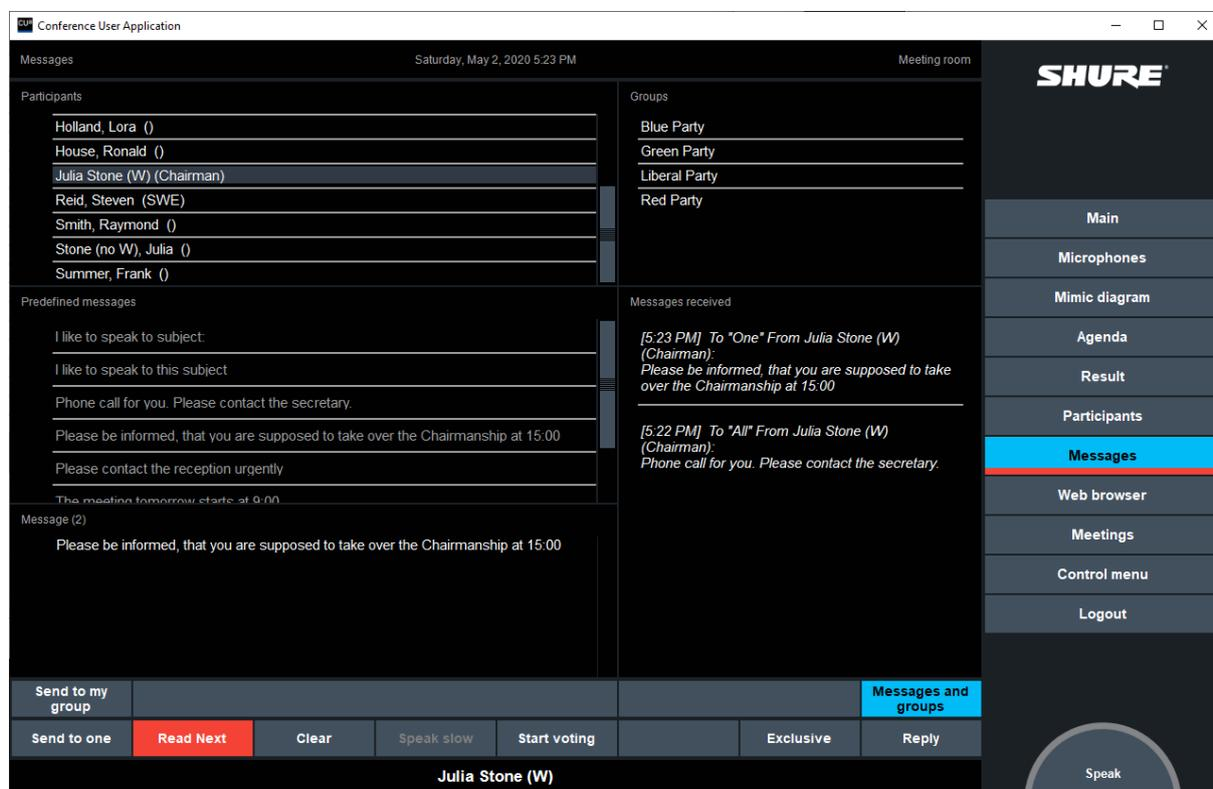 CU Conference User Application
Messages
Saturday, May 2, 2020 5:23 PM
Meeting room
SHURE
Participants
Holland, Lora ()
House, Ronald ()
Julia Stone (W) (Chairman)
Reid, Steven (SWE)
Smith, Raymond ()
Stone (no W), Julia ()
Summer, Frank ()
Groups
Blue Party
Green Party
Liberal Party
Red Party
Predefined messages
I like to speak to subject:
I like to speak to this subject
Phone call for you. Please contact the secretary.
Please be informed, that you are supposed to take over the Chairmanship at 15:00
Please contact the reception urgently
The meeting tomorrow starts at 9:00
Messages received
[5:23 PM] To "One" From Julia Stone (W)
(Chairman):
Please be informed, that you are supposed to take
over the Chairmanship at 15:00
[5:22 PM] To "All" From Julia Stone (W)
(Chairman):
Phone call for you. Please contact the secretary.
Message (2)
Please be informed, that you are supposed to take over the Chairmanship at 15:00
Send to my
group
Messages and
groups
Send to one
Read Next
Clear
Speak slow
Start voting
Exclusive
Reply
Julia Stone (W)
Main
Microphones
Mimic diagram
Agenda
Result
Participants
Messages
Web browser
Meetings
Control menu
Logout
Speak